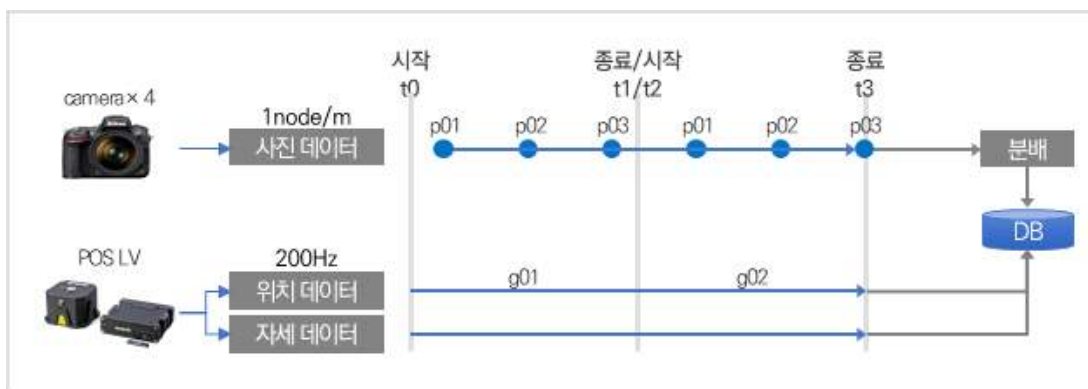 시작
t0
종료/시작
t1/t2
종료
t3
camera× 4
1node/m
사진 데이터
p01
p02
p03
p01
p02
p03
분배
DB
POS LV
200Hz
위치 데이터
자세 데이터
g01
g02